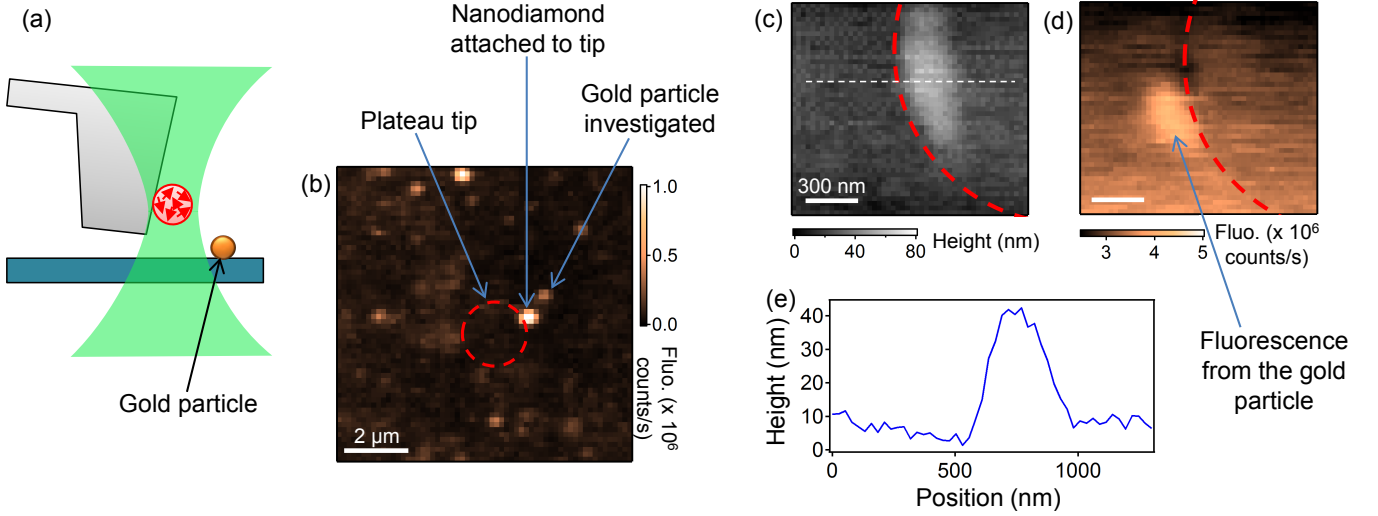 (a)
Gold particle
Nanodiamond
attached to tip
Gold particle
investigated
Plateau tip
(b)
2 µm
1.0
0.5
0.0
Fluo. (x 10⁶
counts/s)
(c)
300 nm
0
40
80
Height (nm)
(d)
3
4
5
Fluo. (x 10⁶
counts/s)
Fluorescence
from the gold
particle
(e)
Height (nm)
40
30
20
10
0
0
500
1000
Position (nm)